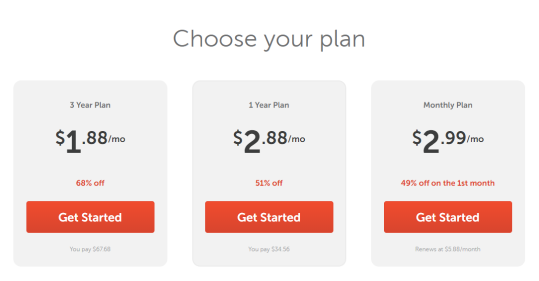 Choose your plan
3 Year Plan
$1.88/mo
68% off
Get Started
You pay $67.68
1 Year Plan
$2.88/mo
51% off
Get Started
You pay $34.56
Monthly Plan
$2.99/mo
49% off on the 1st month
Get Started
Renews at $5.88/month